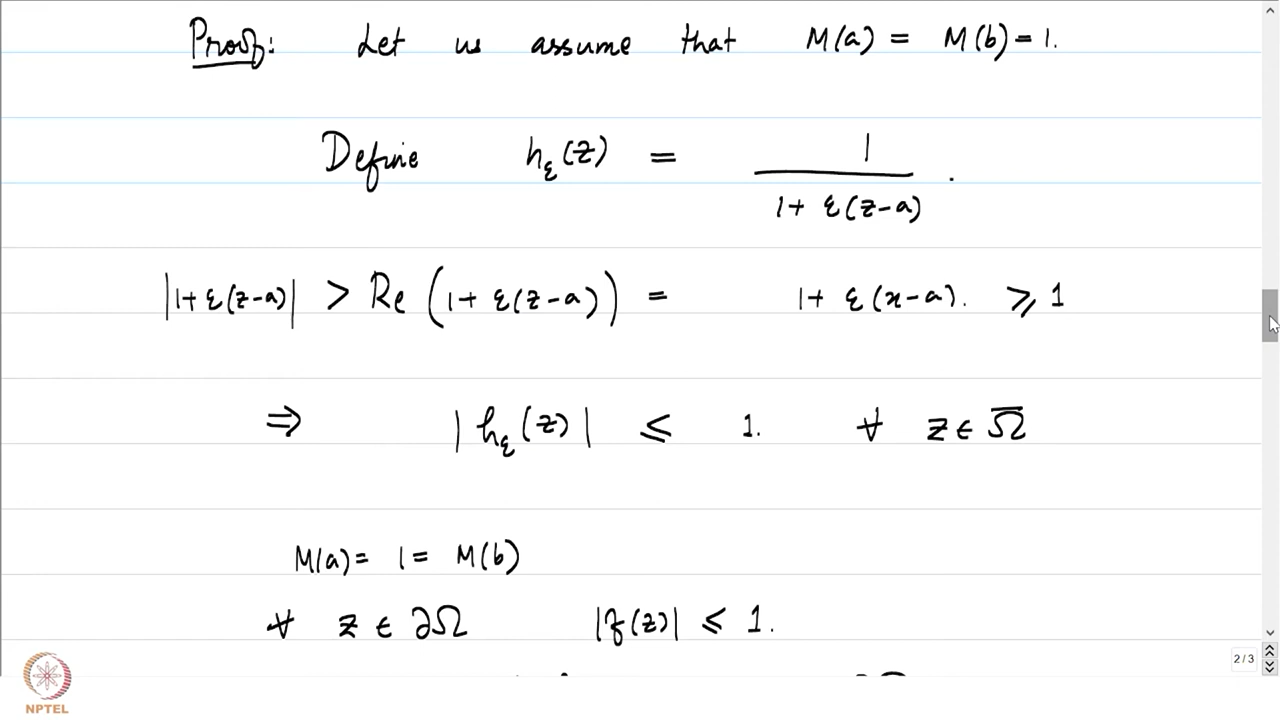 Proof: Let us assume that M(a) = M(b) = 1.
Define h_ε(z) = 1 / (1 + ε(z-a)) .
|1+ε(z-a)| > Re (1+ ε(z-a)) = 1+ ε(x-a). ⩾ 1
⇒ |h_ε(z)| ≤ 1. ∀ z ∈ Ω̅
M(a) = 1 = M(b)
∀ z ∈ ∂Ω |f(z)| ≤ 1.
2 / 3
NPTEL